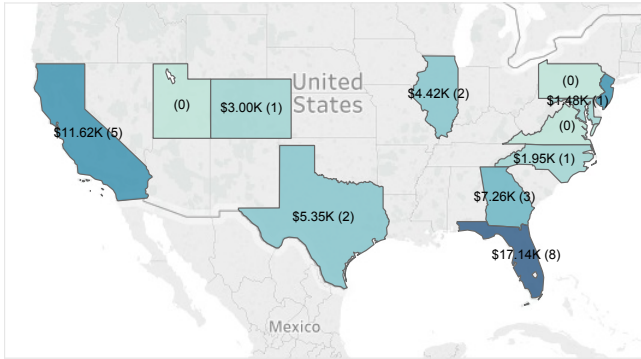 (0)
United
States
$4.42K (2)
$3.00K (1)
(0)
$1.48K (1)
$11.62K (5)
(0)
$1.95K (1)
$7.26K (3)
$5.35K (2)
$17.14K (8)
Mexico